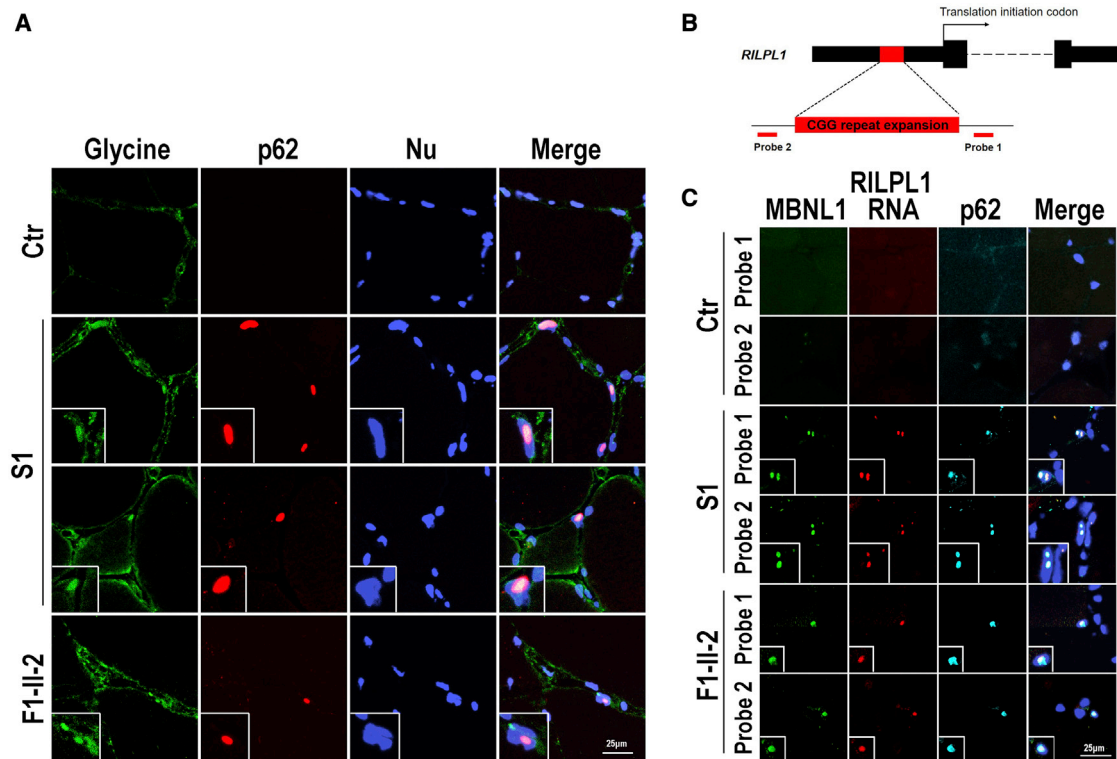 A
Glycine p62 Nu Merge
Ctr
S1
F1-II-2
25μm
B
Translation initiation codon
RILPL1
CGG repeat expansion
Probe 2
Probe 1
C
MBNL1 RILPL1 RNA p62 Merge
Ctr
Probe 1
Probe 2
S1
Probe 1
Probe 2
F1-II-2
Probe 1
Probe 2
25μm